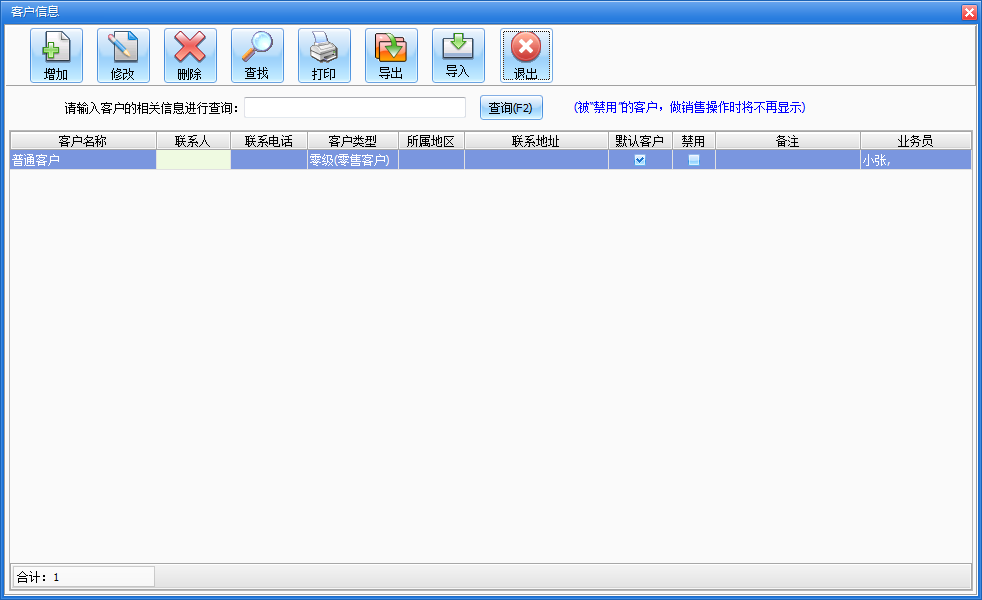 客户信息
增加 修改 删除 查找 打印 导出 导入 退出
请输入客户的相关信息进行查询： 查询(F2) (被"禁用"的客户，做销售操作时将不再显示)
客户名称 联系人 联系电话 客户类型 所属地区 联系地址 默认客户 禁用 备注 业务员
普通客户 零级(零售客户) 小张,
合计：1